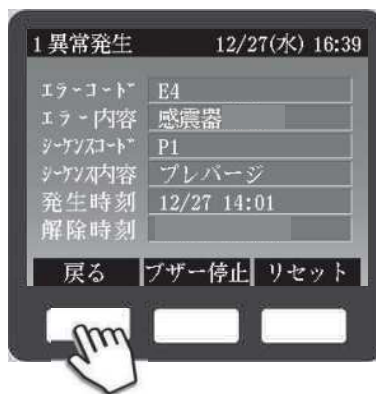 1 異常発生 12/27(水) 16:39
エラーコード E4
エラー内容 感震器
シーケンスコード P1
シーケンス内容 プレパージ
発生時刻 12/27 14:01
解除時刻
戻る ブザー停止 リセット